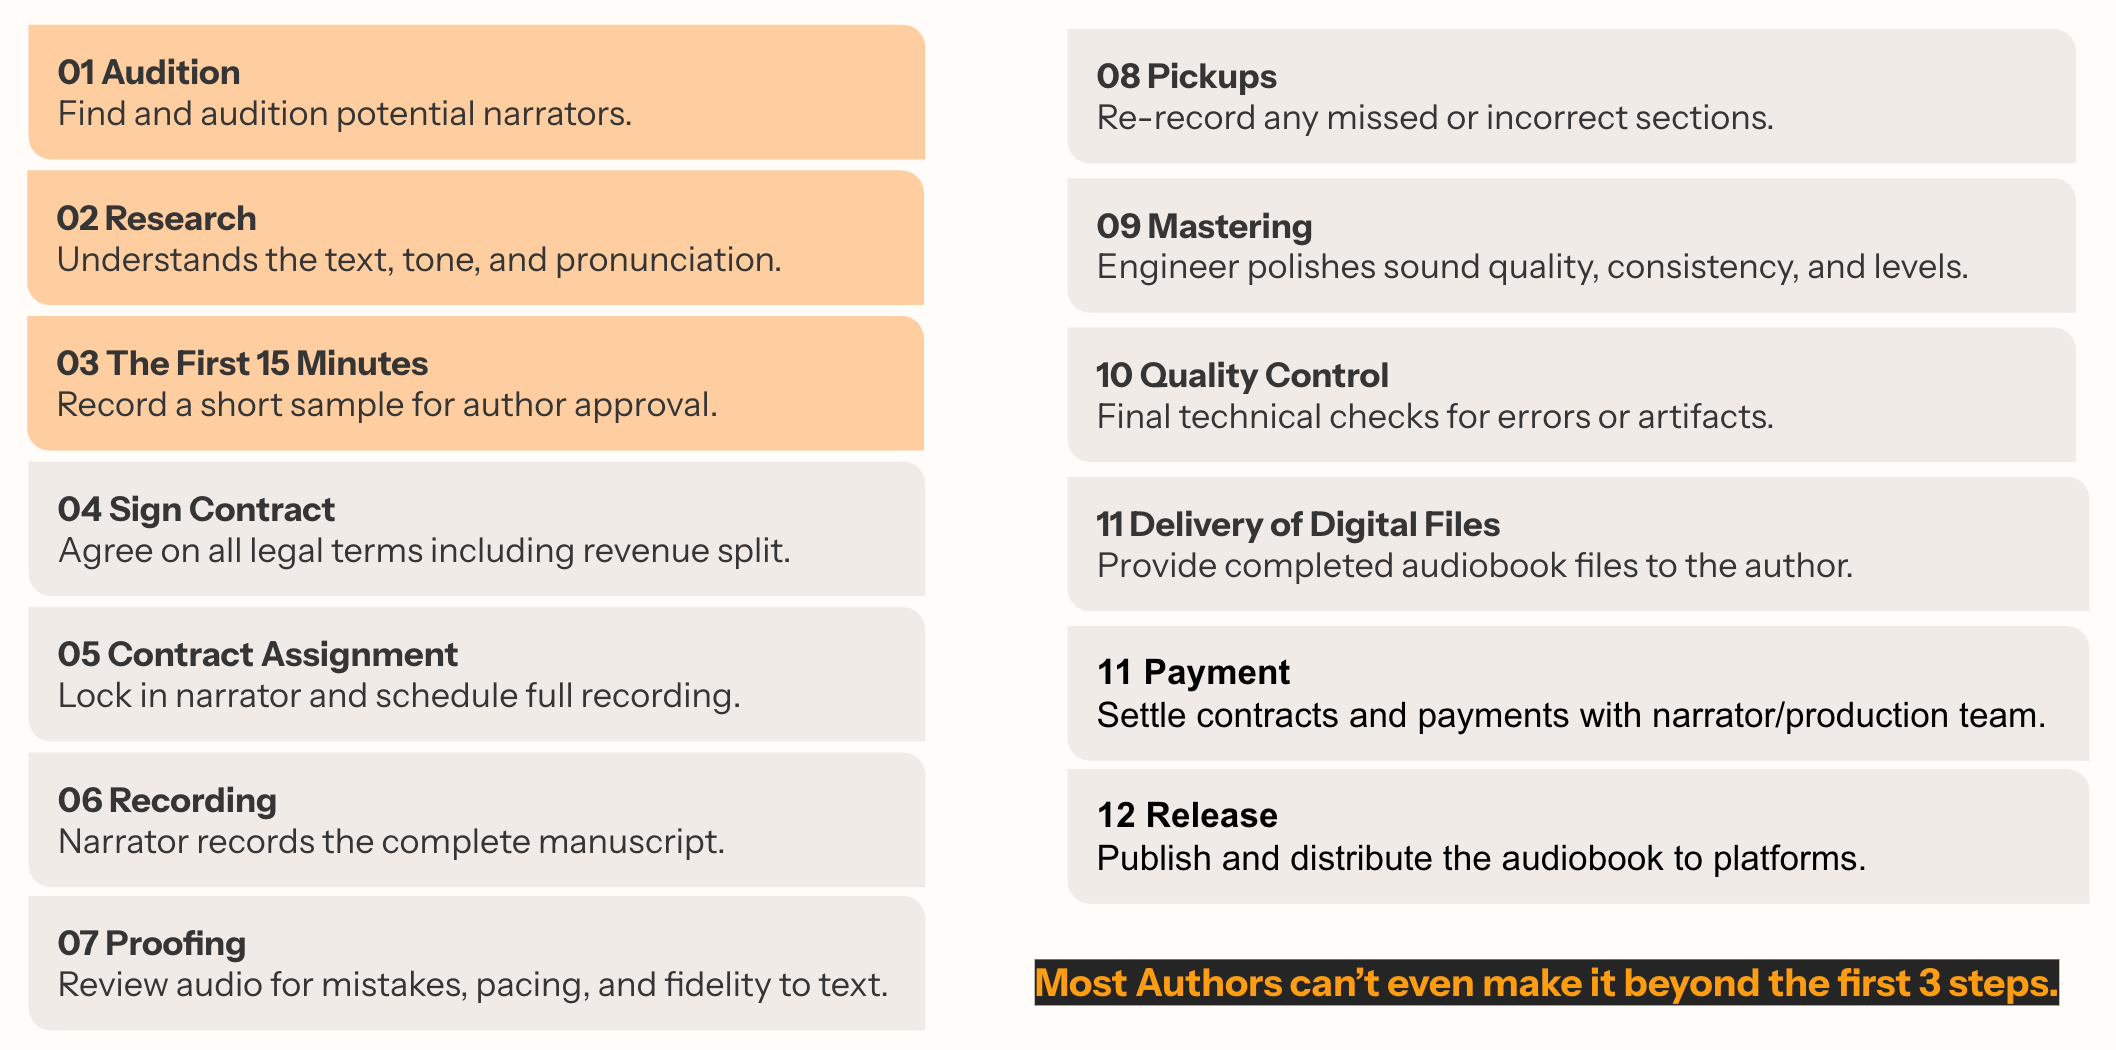 01 Audition
Find and audition potential narrators.
02 Research
Understands the text, tone, and pronunciation.
03 The First 15 Minutes
Record a short sample for author approval.
04 Sign Contract
Agree on all legal terms including revenue split.
05 Contract Assignment
Lock in narrator and schedule full recording.
06 Recording
Narrator records the complete manuscript.
07 Proofing
Review audio for mistakes, pacing, and fidelity to text.
08 Pickups
Re-record any missed or incorrect sections.
09 Mastering
Engineer polishes sound quality, consistency, and levels.
10 Quality Control
Final technical checks for errors or artifacts.
11 Delivery of Digital Files
Provide completed audiobook files to the author.
11 Payment
Settle contracts and payments with narrator/production team.
12 Release
Publish and distribute the audiobook to platforms.
Most Authors can’t even make it beyond the first 3 steps.